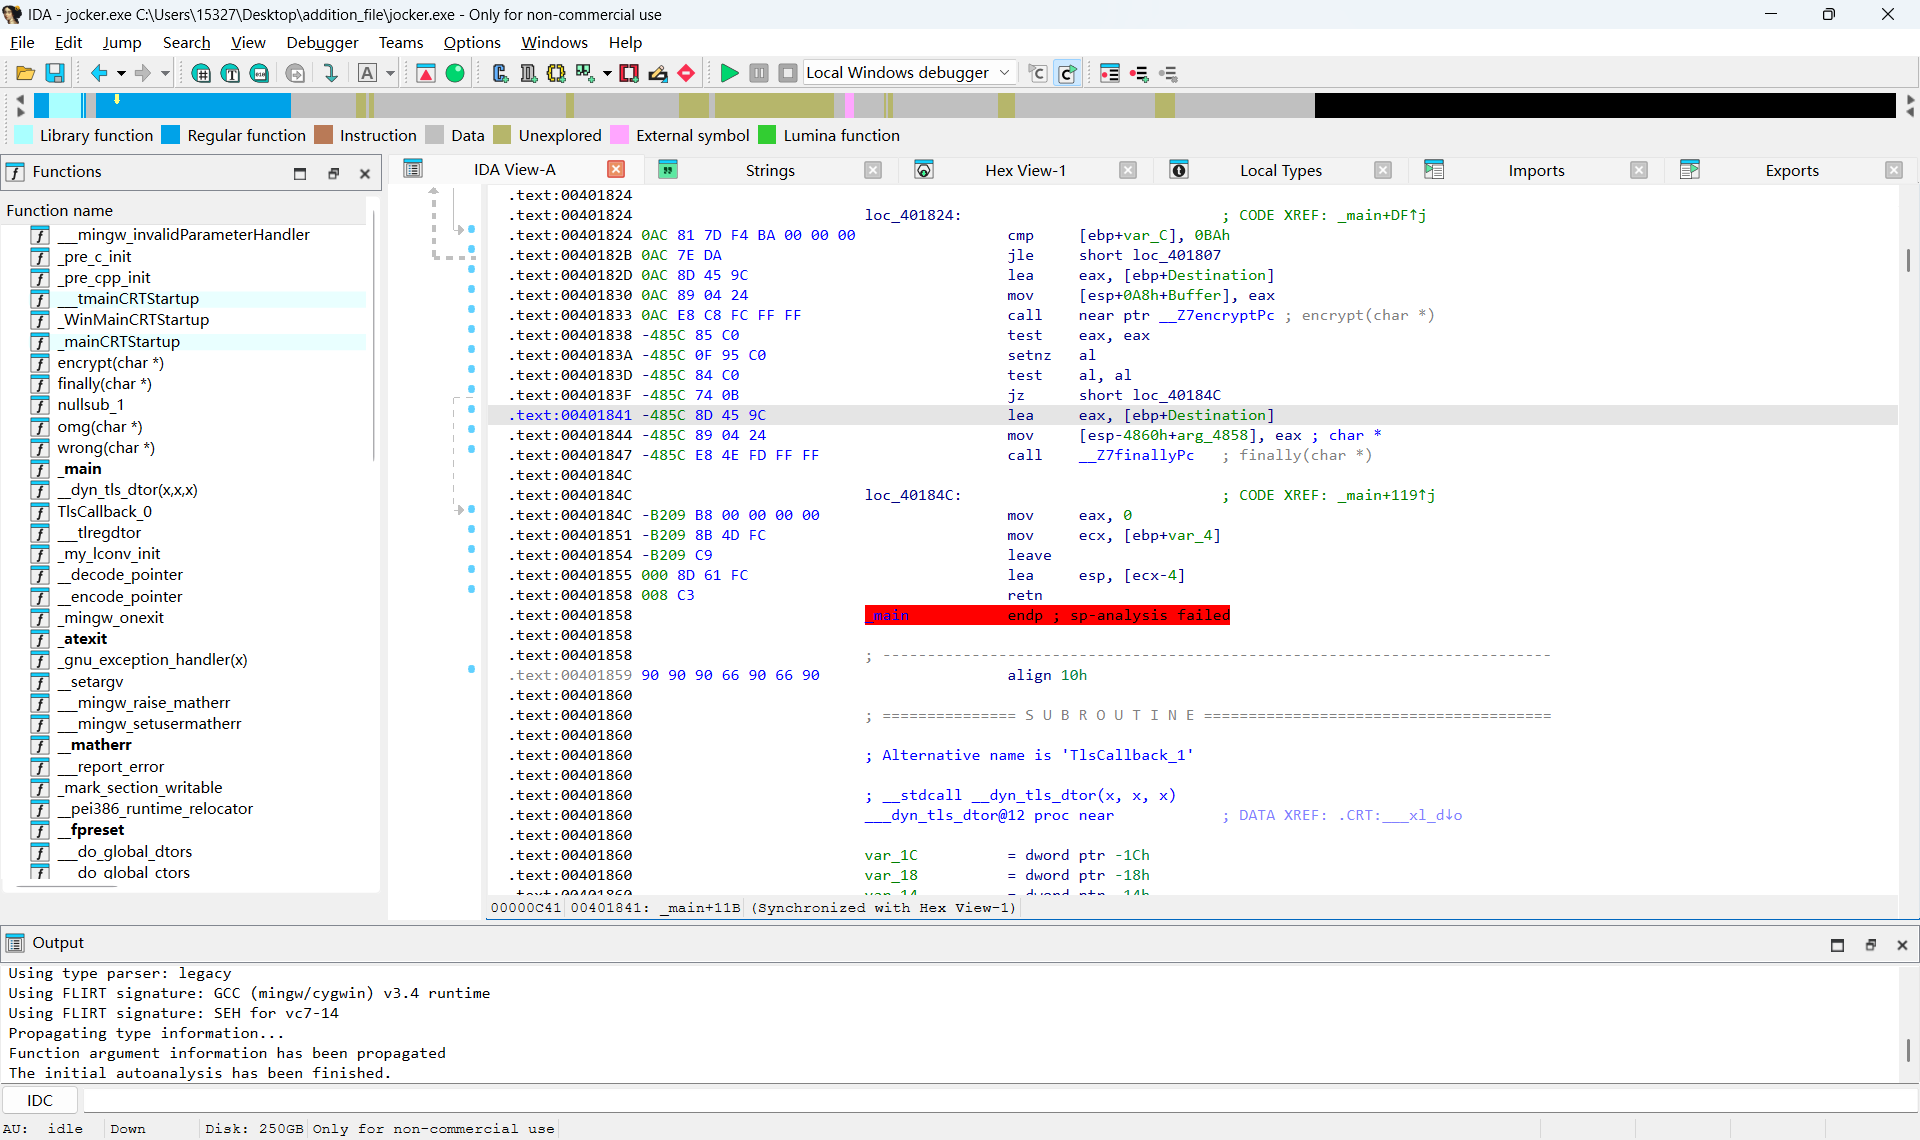 IDA - jocker.exe C:\Users\15327\Desktop\addition_file\jocker.exe - Only for non-commercial use
File Edit Jump Search View Debugger Teams Options Windows Help
Local Windows debugger
Library function Regular function Instruction Data Unexplored External symbol Lumina function
Functions
Function name
___mingw_invalidParameterHandler
_pre_c_init
_pre_cpp_init
___tmainCRTStartup
_WinMainCRTStartup
_mainCRTStartup
encrypt(char *)
finally(char *)
nullsub_1
omg(char *)
wrong(char *)
_main
__dyn_tls_dtor(x,x,x)
TlsCallback_0
___tlregdtor
_my_lconv_init
__decode_pointer
__encode_pointer
_mingw_onexit
_atexit
_gnu_exception_handler(x)
__setargv
___mingw_raise_matherr
___mingw_setusermatherr
__matherr
___report_error
_mark_section_writable
__pei386_runtime_relocator
__fpreset
___do_global_dtors
___do_global_ctors
IDA View-A Strings Hex View-1 Local Types Imports Exports
.text:00401824
.text:00401824 loc_401824: ; CODE XREF: _main+DF↑j
.text:00401824 0AC 81 7D F4 BA 00 00 00 cmp [ebp+var_C], 0BAh
.text:0040182B 0AC 7E DA jle short loc_401807
.text:0040182D 0AC 8D 45 9C lea eax, [ebp+Destination]
.text:00401830 0AC 89 04 24 mov [esp+0A8h+Buffer], eax
.text:00401833 0AC E8 C8 FC FF FF call near ptr __Z7encryptPc ; encrypt(char *)
.text:00401838 -485C 85 C0 test eax, eax
.text:0040183A -485C 0F 95 C0 setnz al
.text:0040183D -485C 84 C0 test al, al
.text:0040183F -485C 74 0B jz short loc_40184C
.text:00401841 -485C 8D 45 9C lea eax, [ebp+Destination]
.text:00401844 -485C 89 04 24 mov [esp-4860h+arg_4858], eax ; char *
.text:00401847 -485C E8 4E FD FF FF call __Z7finallyPc ; finally(char *)
.text:0040184C
.text:0040184C loc_40184C: ; CODE XREF: _main+119↑j
.text:0040184C -B209 B8 00 00 00 00 mov eax, 0
.text:00401851 -B209 8B 4D FC mov ecx, [ebp+var_4]
.text:00401854 -B209 C9 leave
.text:00401855 000 8D 61 FC lea esp, [ecx-4]
.text:00401858 008 C3 retn
.text:00401858 _main endp ; sp-analysis failed
.text:00401858
.text:00401858 ; ---------------------------------------------------------------------------
.text:00401859 90 90 90 66 90 66 90 align 10h
.text:00401860
.text:00401860 ; =============== S U B R O U T I N E =======================================
.text:00401860
.text:00401860 ; Alternative name is 'TlsCallback_1'
.text:00401860
.text:00401860 ; __stdcall __dyn_tls_dtor(x, x, x)
.text:00401860 ___dyn_tls_dtor@12 proc near ; DATA XREF: .CRT:___xl_d↓o
.text:00401860
.text:00401860 var_1C = dword ptr -1Ch
.text:00401860 var_18 = dword ptr -18h
.text:00401860 var_14 = dword ptr -14h
00000C41 00401841: _main+11B (Synchronized with Hex View-1)
Output
Using type parser: legacy
Using FLIRT signature: GCC (mingw/cygwin) v3.4 runtime
Using FLIRT signature: SEH for vc7-14
Propagating type information...
Function argument information has been propagated
The initial autoanalysis has been finished.
IDC
AU: idle Down Disk: 250GB Only for non-commercial use